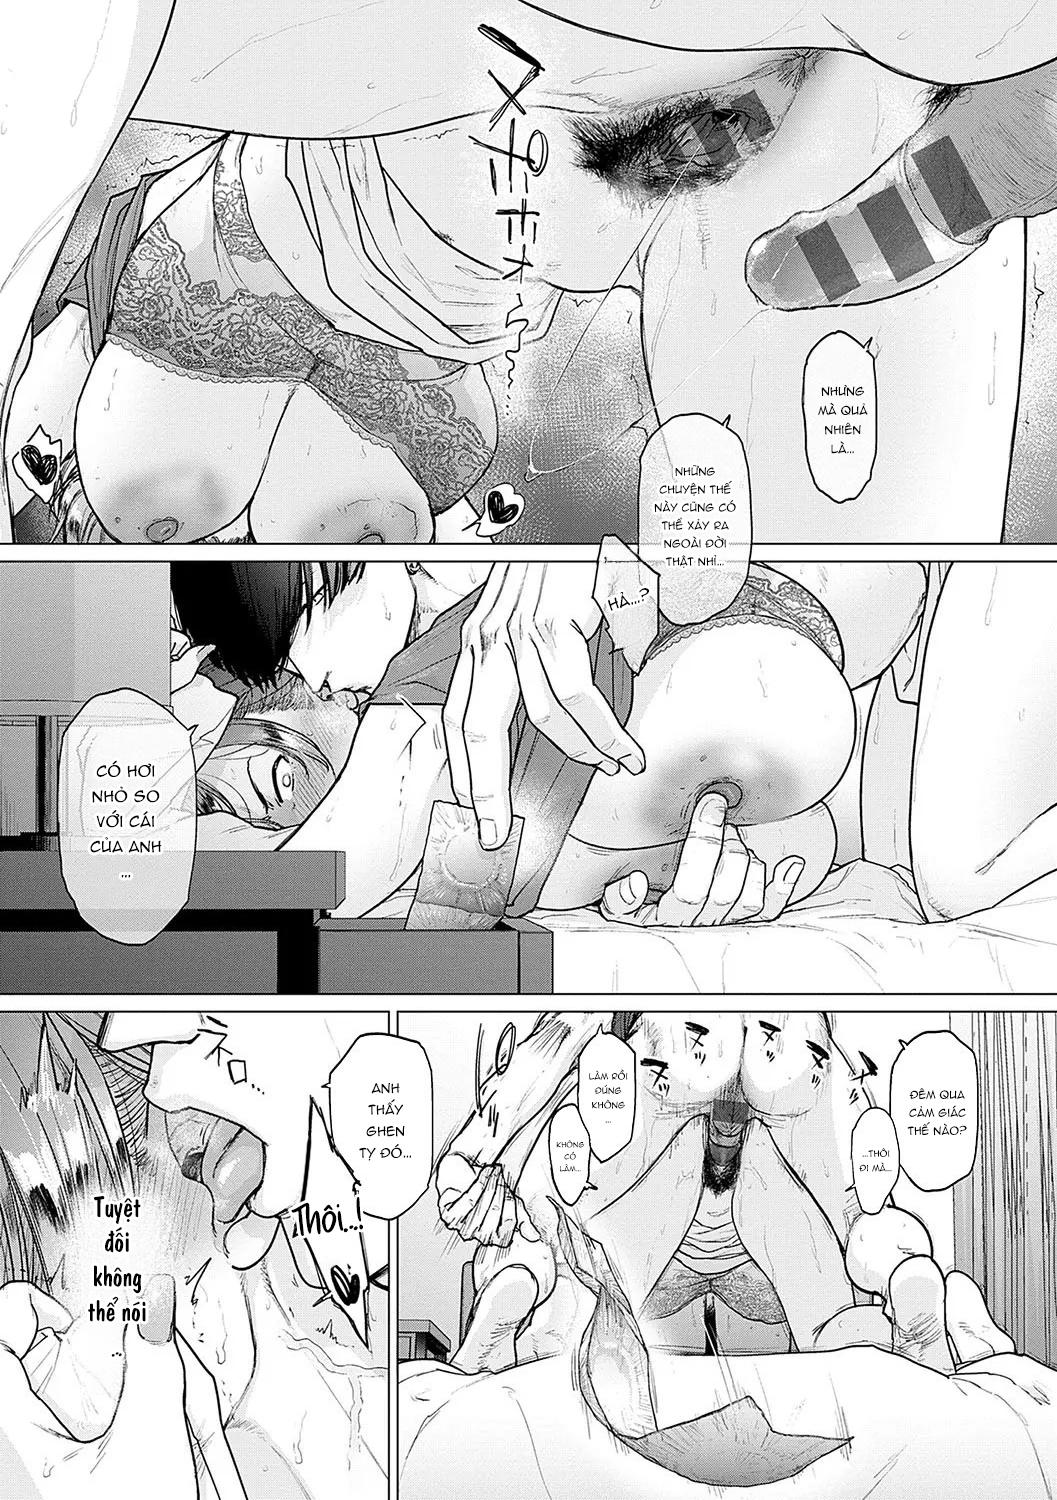 NHƯNG
MÀ QUẢ
NHIÊN
LÀ...
NHỮNG
CHUYỆN THẾ
NÀY CŨNG CÓ
THỂ XẢY RA
NGOÀI ĐỜI
THẬT NHỈ...
HẢ...?
CÓ HƠI
NHỎ SO
VỚI CÁI
CỦA ANH
...
ANH
THẤY
GHEN
TỴ ĐÓ...
Thôi...!
Tuyệt
đối
không
thể nói
ĐÊM QUA
CẢM GIÁC
THẾ NÀO?
...THÔI
ĐI MÀ...
LÀM RỒI
ĐÚNG
KHÔNG
...
KHÔNG
CÓ
LÀM...